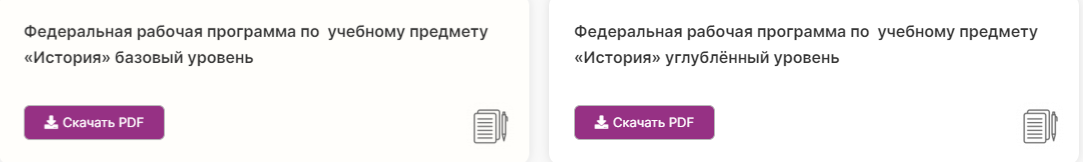 Федеральная рабочая программа по учебному предмету
«История» базовый уровень
Скачать PDF
Федеральная рабочая программа по учебному предмету
«История» углублённый уровень
Скачать PDF